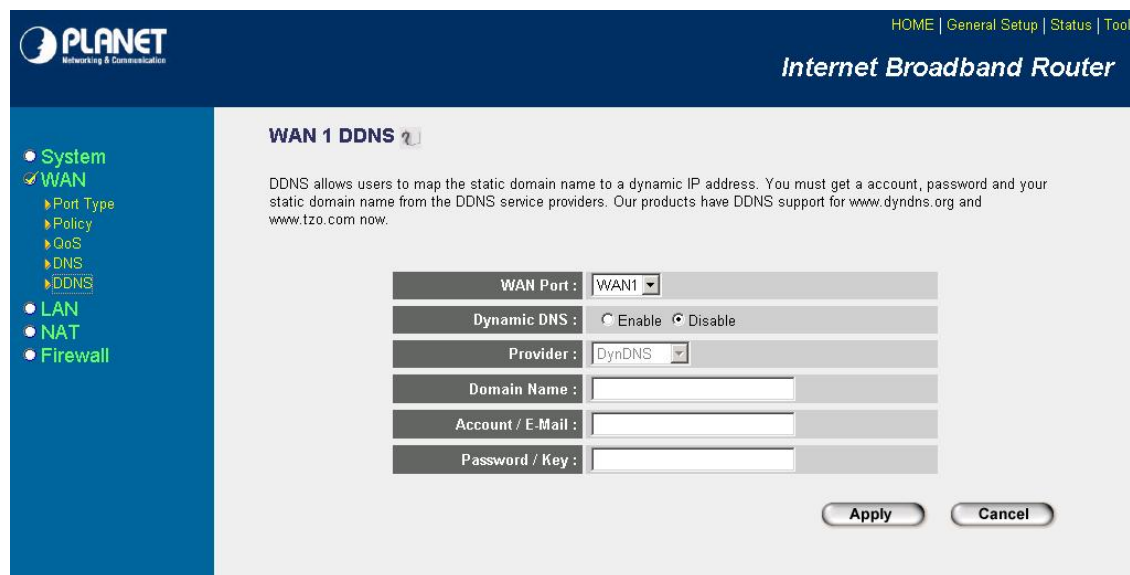 PLANET
Networking & Communication
HOME | General Setup | Status | Tool
Internet Broadband Router
System
WAN
Port Type
Policy
QoS
DNS
DDNS
LAN
NAT
Firewall
WAN 1 DDNS
DDNS allows users to map the static domain name to a dynamic IP address. You must get a account, password and your
static domain name from the DDNS service providers. Our products have DDNS support for www.dyndns.org and
www.tzo.com now.
WAN Port : WAN1
Dynamic DNS : Enable Disable
Provider : DynDNS
Domain Name :
Account / E-Mail :
Password / Key :
Apply Cancel